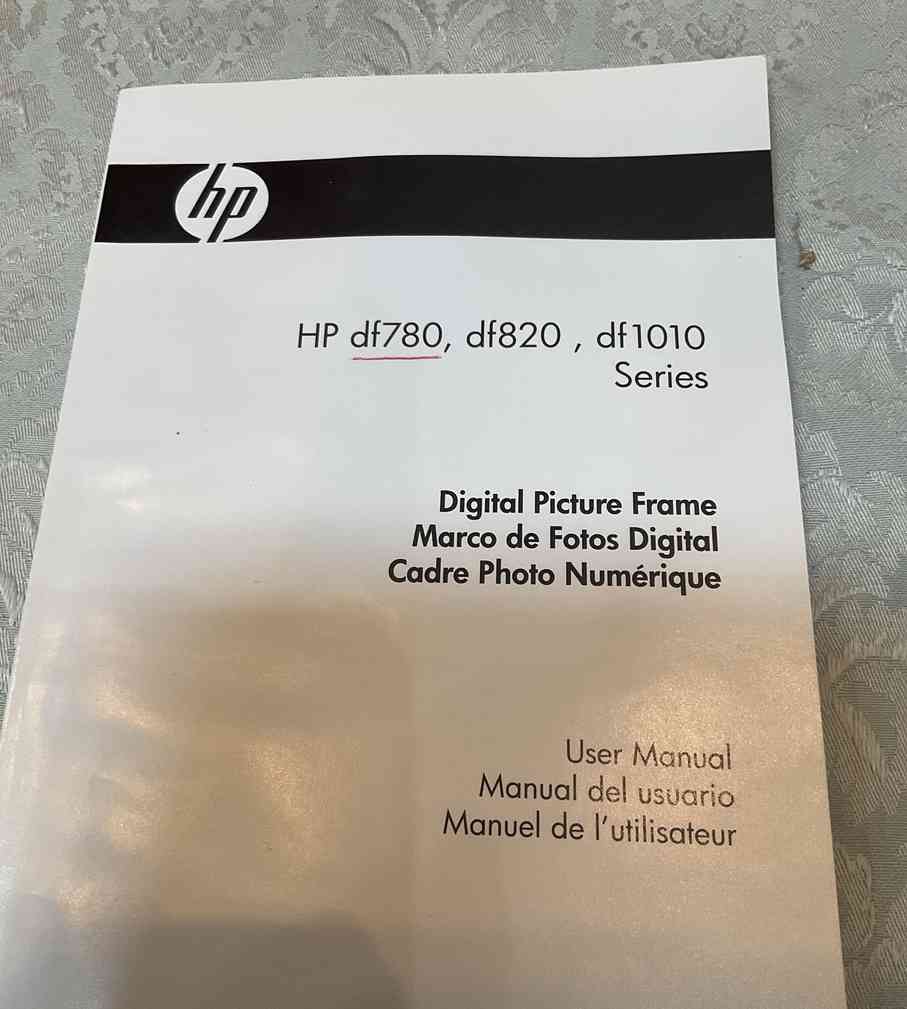 hp
HP df780, df820 , df1010
Series
Digital Picture Frame
Marco de Fotos Digital
Cadre Photo Numérique
User Manual
Manual del usuario
Manuel de l'utilisateur